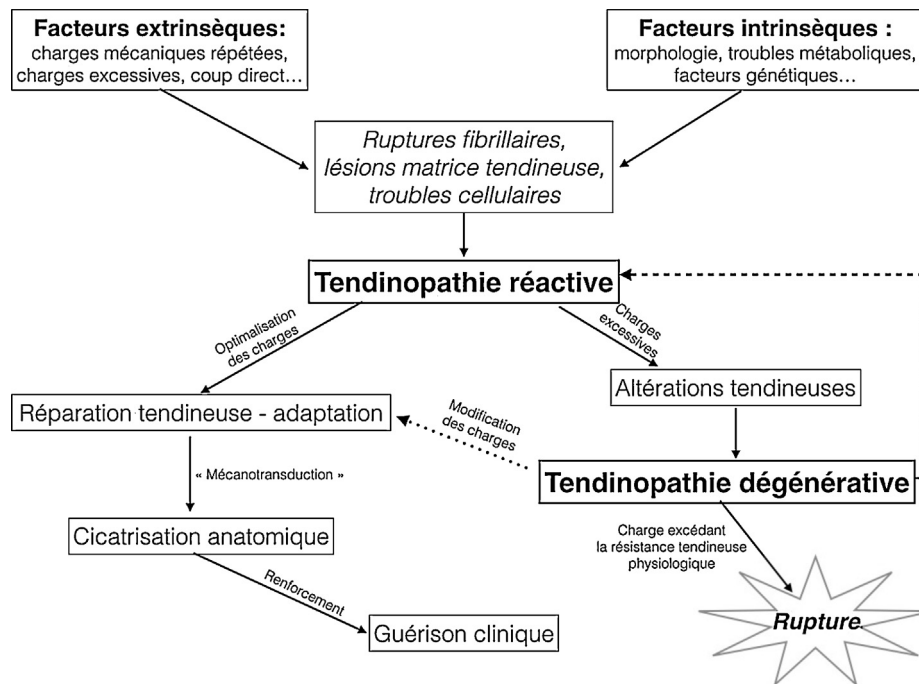 Facteurs extrinsèques:
charges mécaniques répétées,
charges excessives, coup direct…
Facteurs intrinsèques :
morphologie, troubles métaboliques,
facteurs génétiques…
Ruptures fibrillaires,
lésions matrice tendineuse,
troubles cellulaires
Tendinopathie réactive
Optimalisation
des charges
Charges
excessives
Réparation tendineuse - adaptation
Modification
des charges
Altérations tendineuses
« Mécanotransduction »
Tendinopathie dégénérative
Cicatrisation anatomique
Charge excédant
la résistance tendineuse
physiologique
Renforcement
Guérison clinique
Rupture